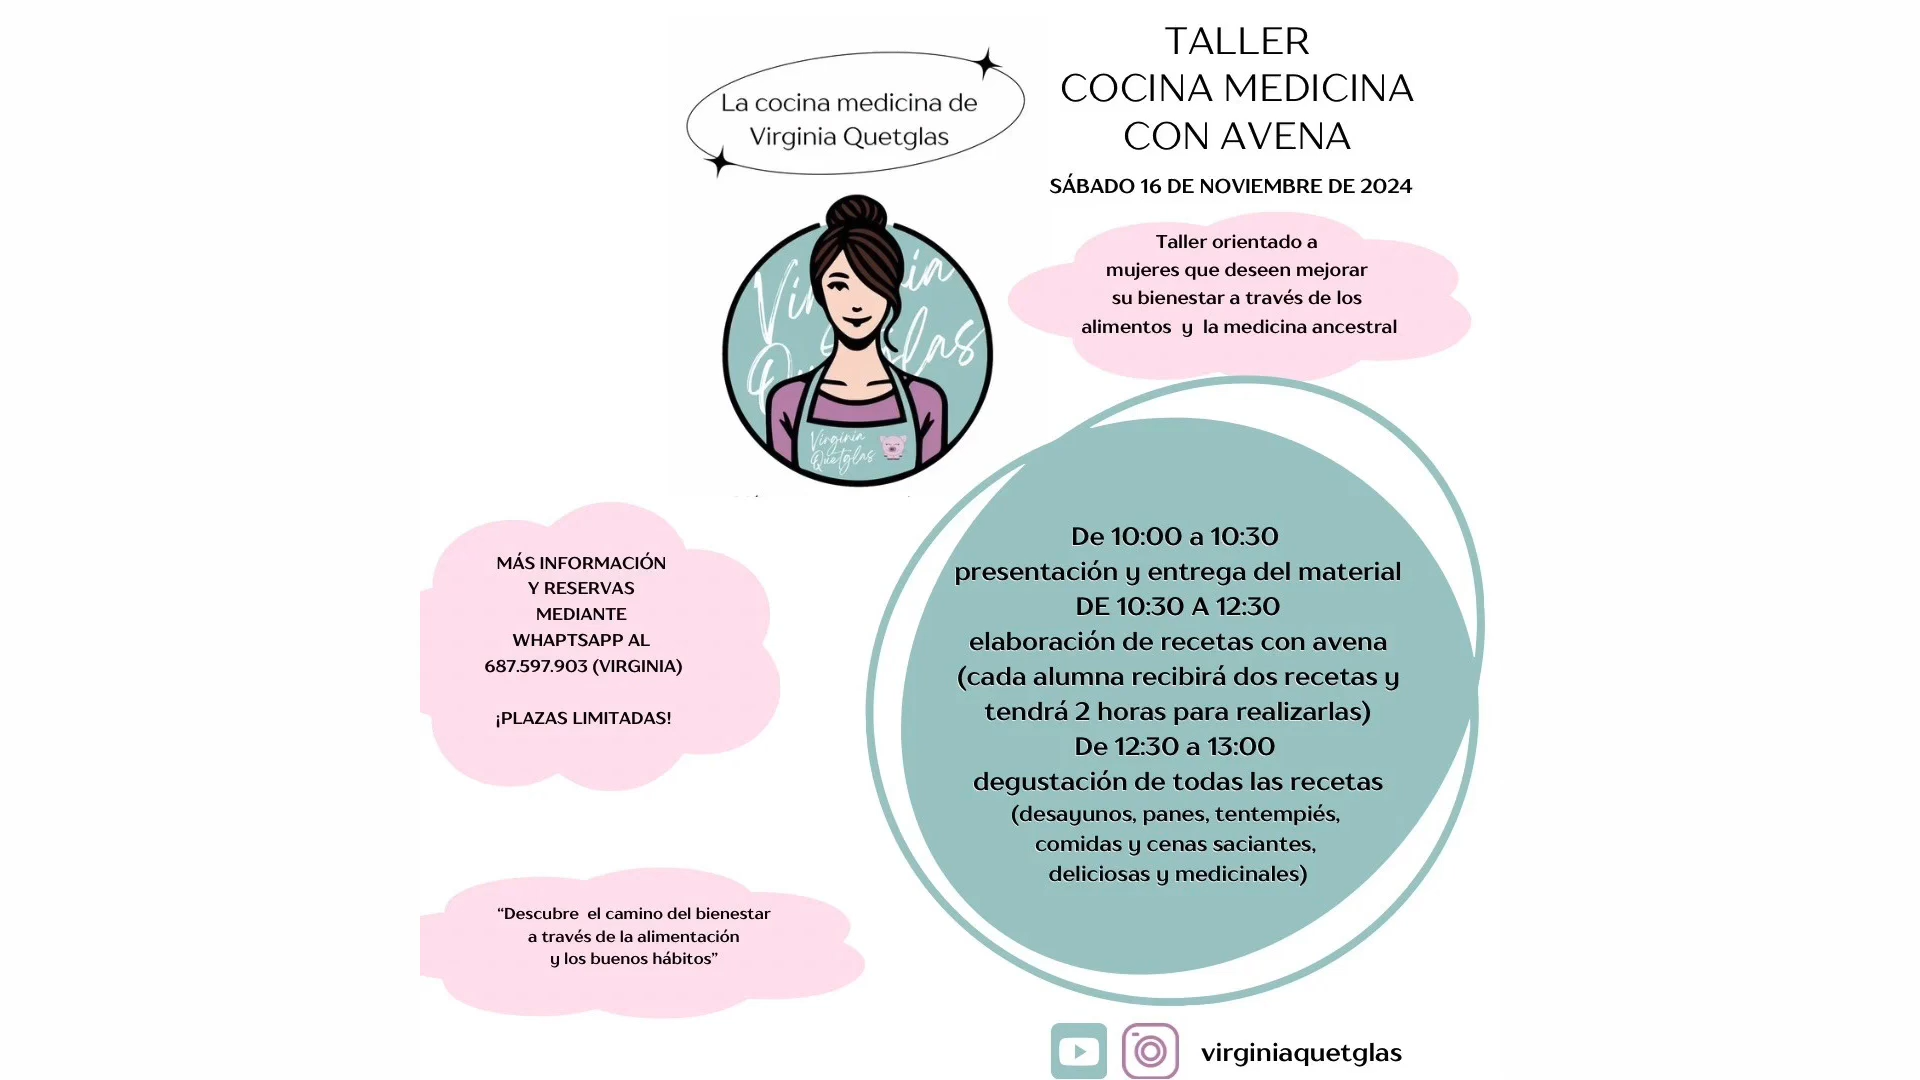 La cocina medicina de
Virginia Quetglas
TALLER
COCINA MEDICINA
CON AVENA
SÁBADO 16 DE NOVIEMBRE DE 2024
Taller orientado a
mujeres que deseen mejorar
su bienestar a través de los
alimentos y la medicina ancestral
Virginia
Quetglas
Virginia
Quetglas
MÁS INFORMACIÓN
Y RESERVAS
MEDIANTE
WHAPTSAPP AL
687.597.903 (VIRGINIA)
¡PLAZAS LIMITADAS!
De 10:00 a 10:30
presentación y entrega del material
DE 10:30 A 12:30
elaboración de recetas con avena
(cada alumna recibirá dos recetas y
tendrá 2 horas para realizarlas)
De 12:30 a 13:00
degustación de todas las recetas
(desayunos, panes, tentempiés,
comidas y cenas saciantes,
deliciosas y medicinales)
“Descubre el camino del bienestar
a través de la alimentación
y los buenos hábitos”
virginiaquetglas